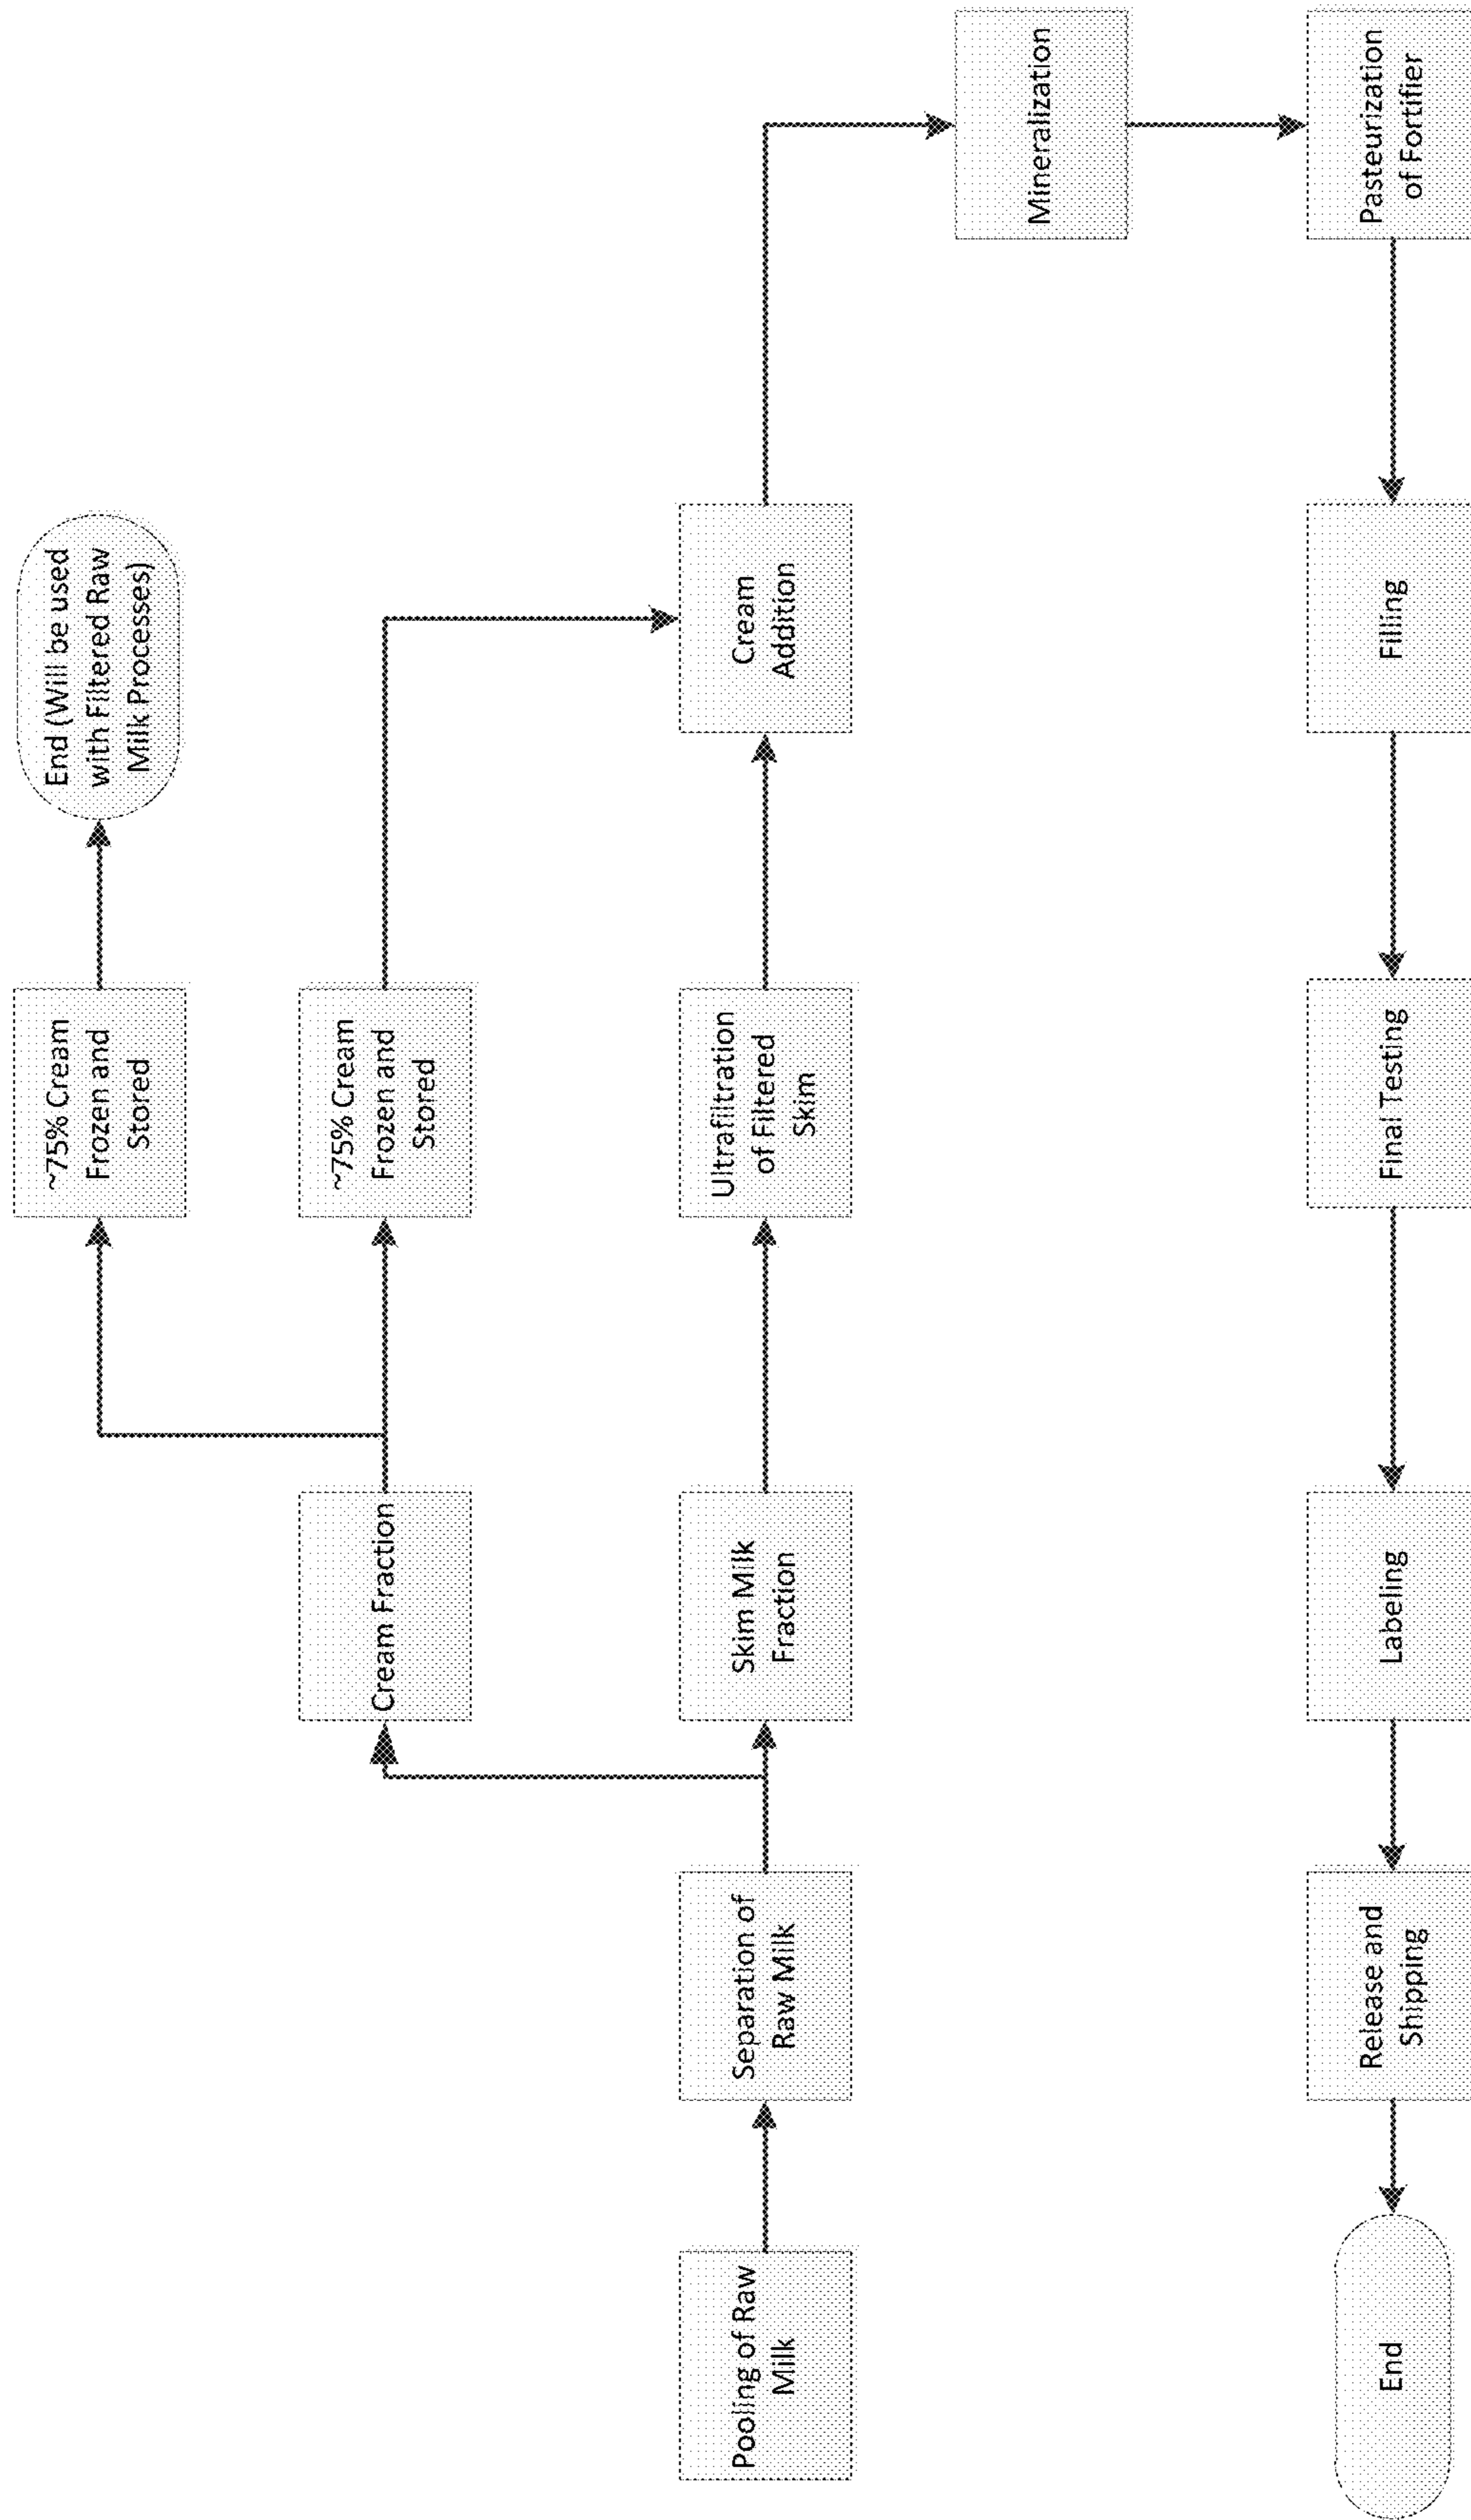 ~75% Cream
Frozen and
Stored
End (Will be used
with Filtered Raw
Milk Processes)
Cream Fraction
~75% Cream
Frozen and
Stored
Pooling of Raw
Milk
Separation of
Raw Milk
Skim Milk
Fraction
Ultrafiltration
of Filtered
Skim
Cream
Addition
Mineralization
Pasteurization
of Fortifier
Filling
Final Testing
Labeling
Release and
Shipping
End